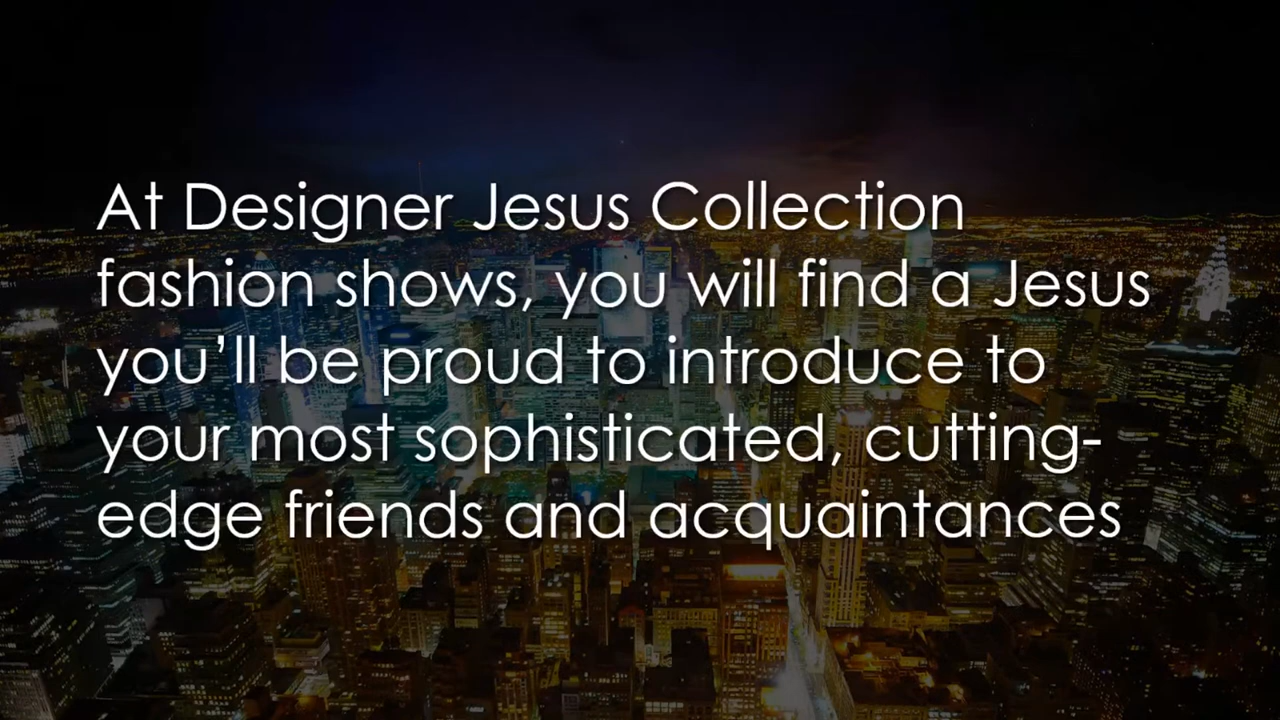 At Designer Jesus Collection
fashion shows, you will find a Jesus
you’ll be proud to introduce to
your most sophisticated, cutting-
edge friends and acquaintances